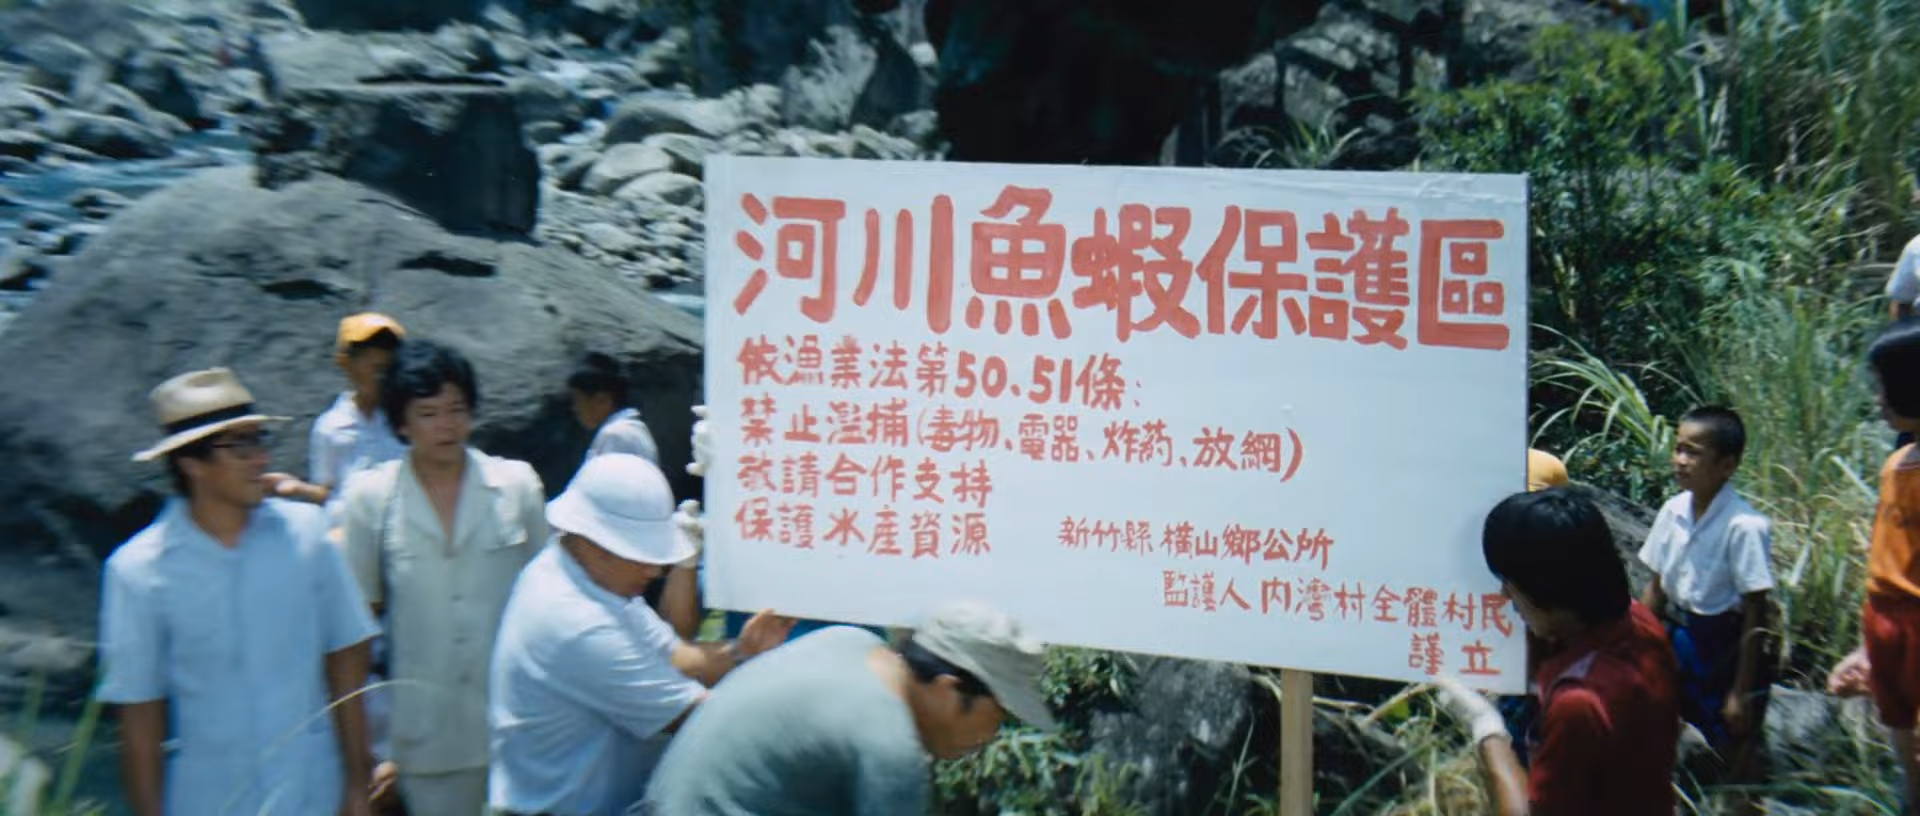 河川魚蝦保護區
依漁業法第50、51條：
禁止濫捕(毒物、電器、炸药、放網)
敬請合作支持
保護水產資源
新竹縣橫山鄉公所
監護人內灣村全體村民
謹立